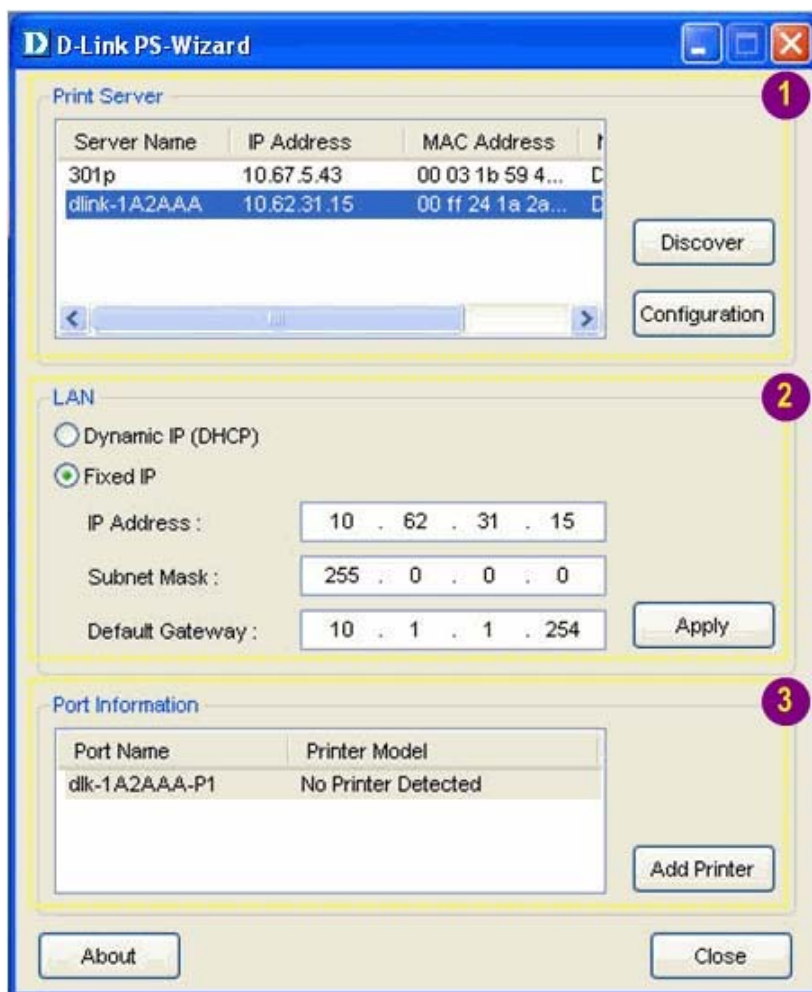 D-Link PS-Wizard
1
Print Server
Server Name IP Address MAC Address
301p 10.67.5.43 00 03 1b 59 4... D
dlink-1A2AAA 10.62.31.15 00 ff 24 1a 2a... D
Discover
Configuration
2
LAN
Dynamic IP (DHCP)
Fixed IP
IP Address : 10 . 62 . 31 . 15
Subnet Mask : 255 . 0 . 0 . 0
Default Gateway : 10 . 1 . 1 . 254
Apply
3
Port Information
Port Name Printer Model
dlk-1A2AAA-P1 No Printer Detected
Add Printer
About Close